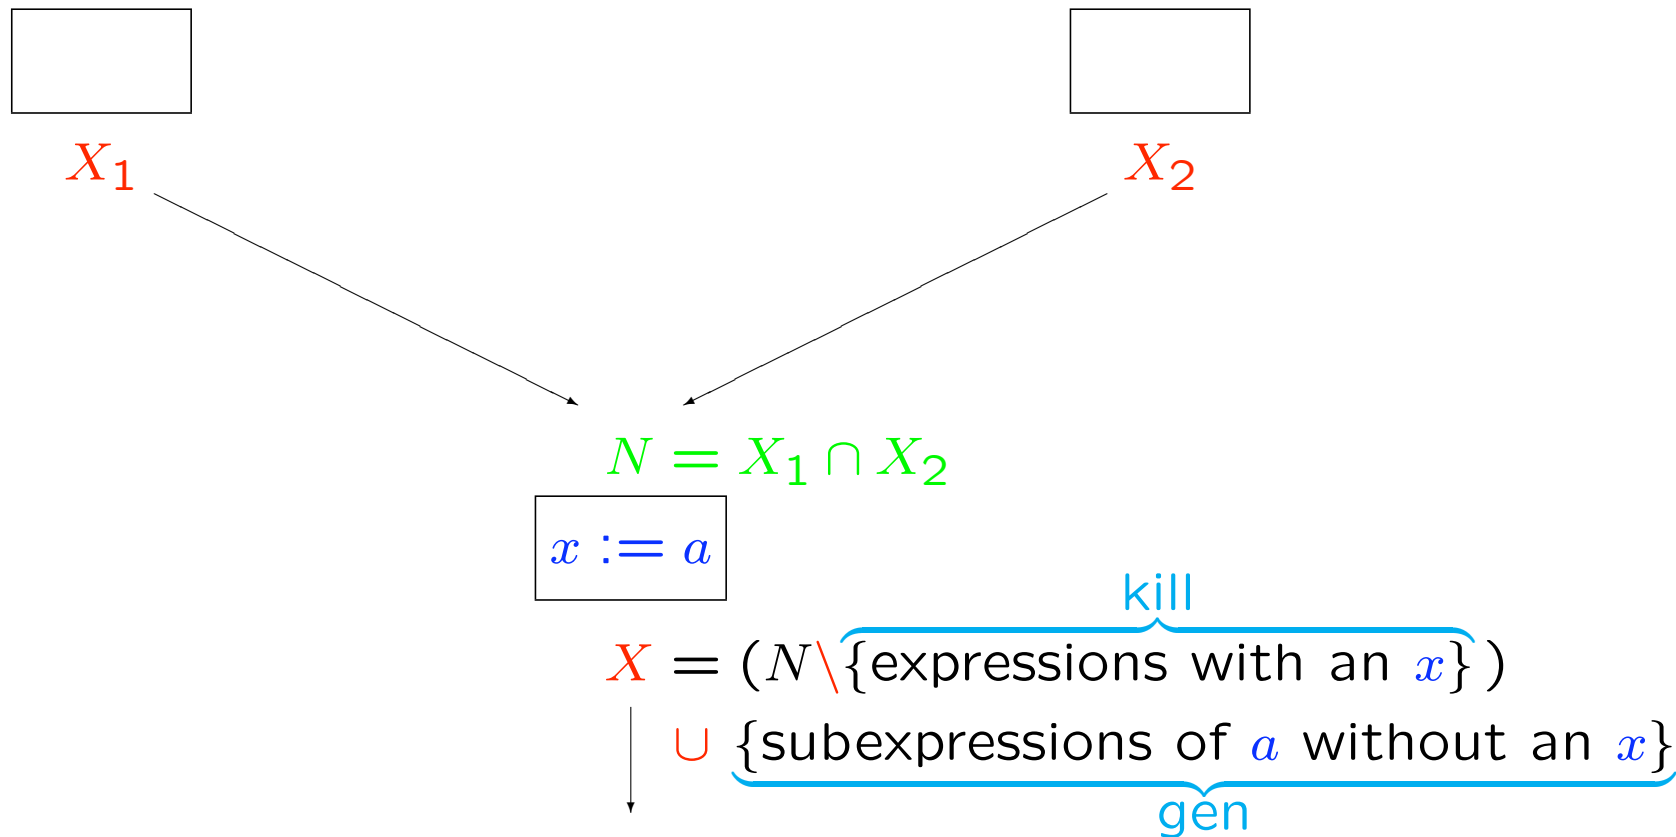 X₁ X₂
N = X₁ ∩ X₂
x := a
kill
X = (N\{expressions with an x} )
∪ {subexpressions of a without an x}
gen